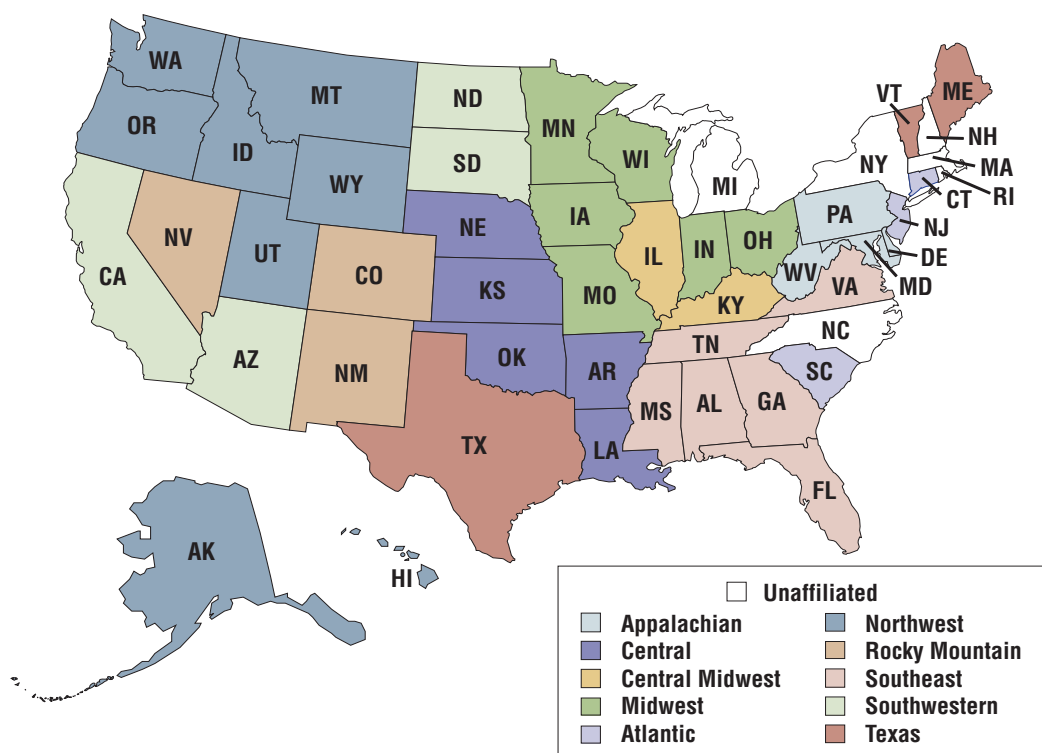 WA
MT
ND
MN
VT
ME
OR
ID
SD
WI
NH
WY
MI
NY
MA
CT
RI
IA
NE
PA
NJ
NV
UT
CO
IL
IN
OH
DE
CA
KS
MO
WV
VA
MD
KY
AZ
NM
OK
AR
TN
NC
SC
TX
MS
AL
GA
LA
FL
AK
HI
Unaffiliated
Appalachian
Northwest
Central
Rocky Mountain
Central Midwest
Southeast
Midwest
Southwestern
Atlantic
Texas